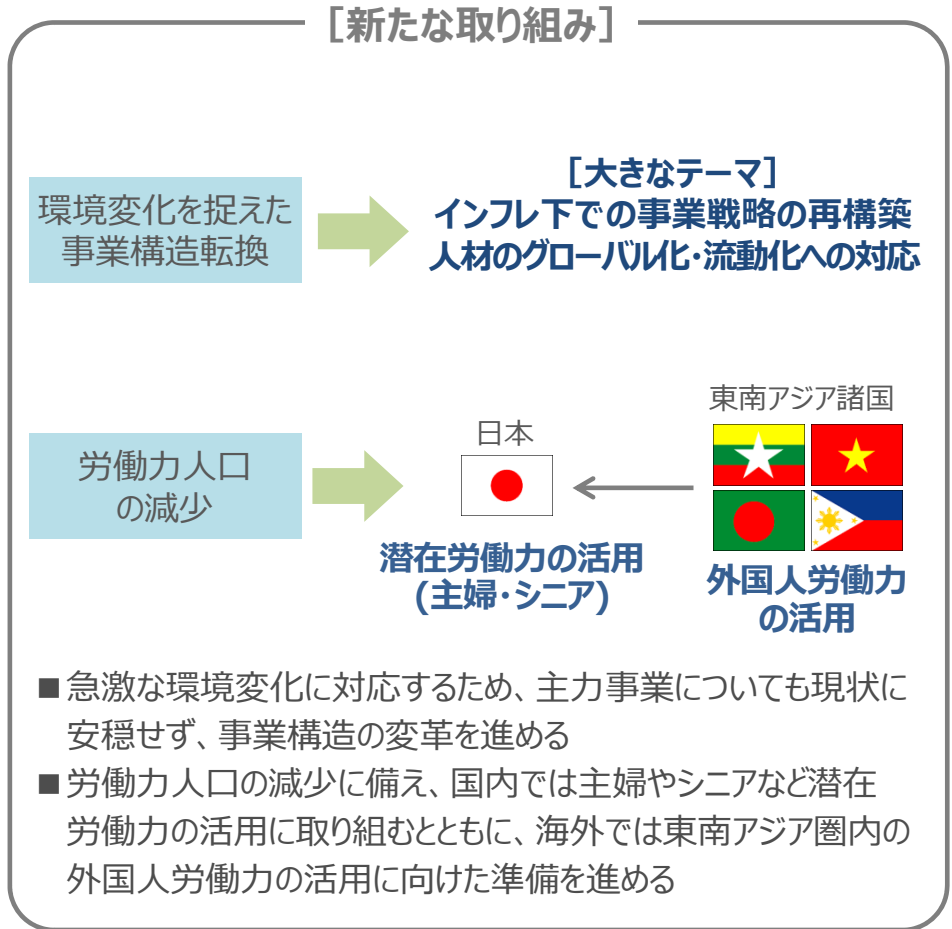 [新たな取り組み]
環境変化を捉えた
事業構造転換
[大きなテーマ]
インフレ下での事業戦略の再構築
人材のグローバル化・流動化への対応
労働力人口
の減少
日本
潜在労働力の活用
(主婦・シニア)
東南アジア諸国
外国人労働力
の活用
■急激な環境変化に対応するため、主力事業についても現状に
安穏せず、事業構造の変革を進める
■労働力人口の減少に備え、国内では主婦やシニアなど潜在
労働力の活用に取り組むとともに、海外では東南アジア圏内の
外国人労働力の活用に向けた準備を進める